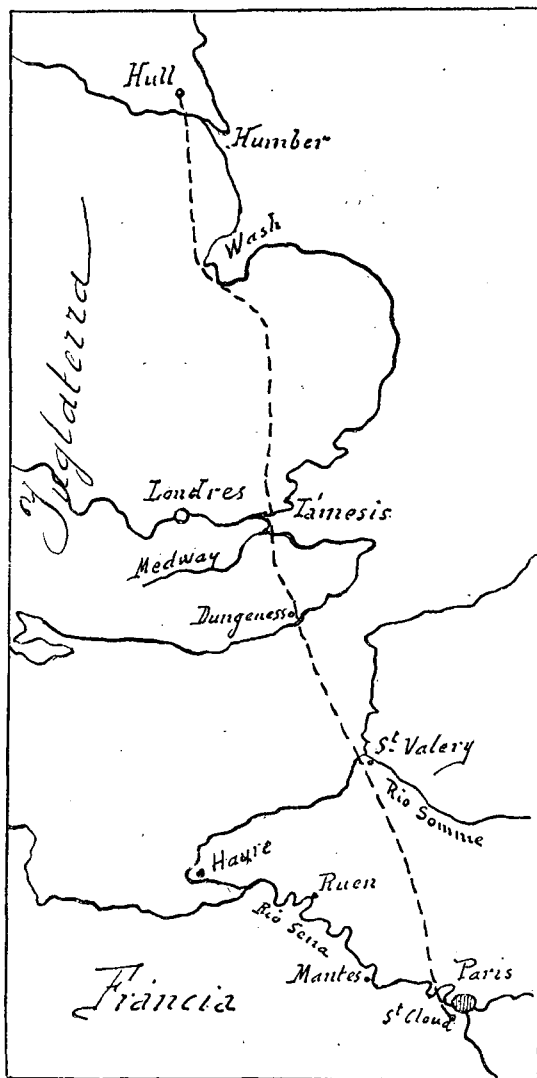 Hull
Humber
Wash
Inglaterra
Londres
Támesis
Medway
Dungeness
St. Valery
Rio Somme
Havre
Ruen
Rio Sena
Mantes
Paris
St Cloud
Fráncia